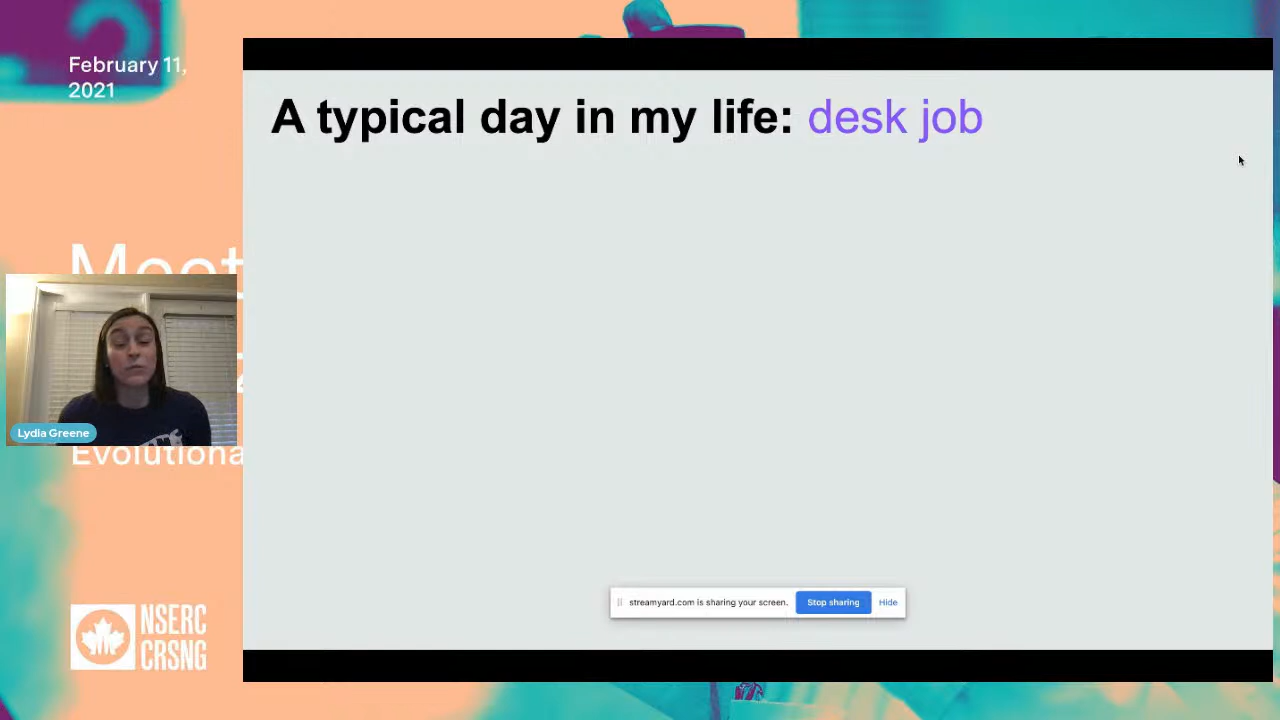 February 11,
2021
A typical day in my life: desk job
Lydia Greene
streamyard.com is sharing your screen.
Stop sharing
Hide
NSERC
CRSNG